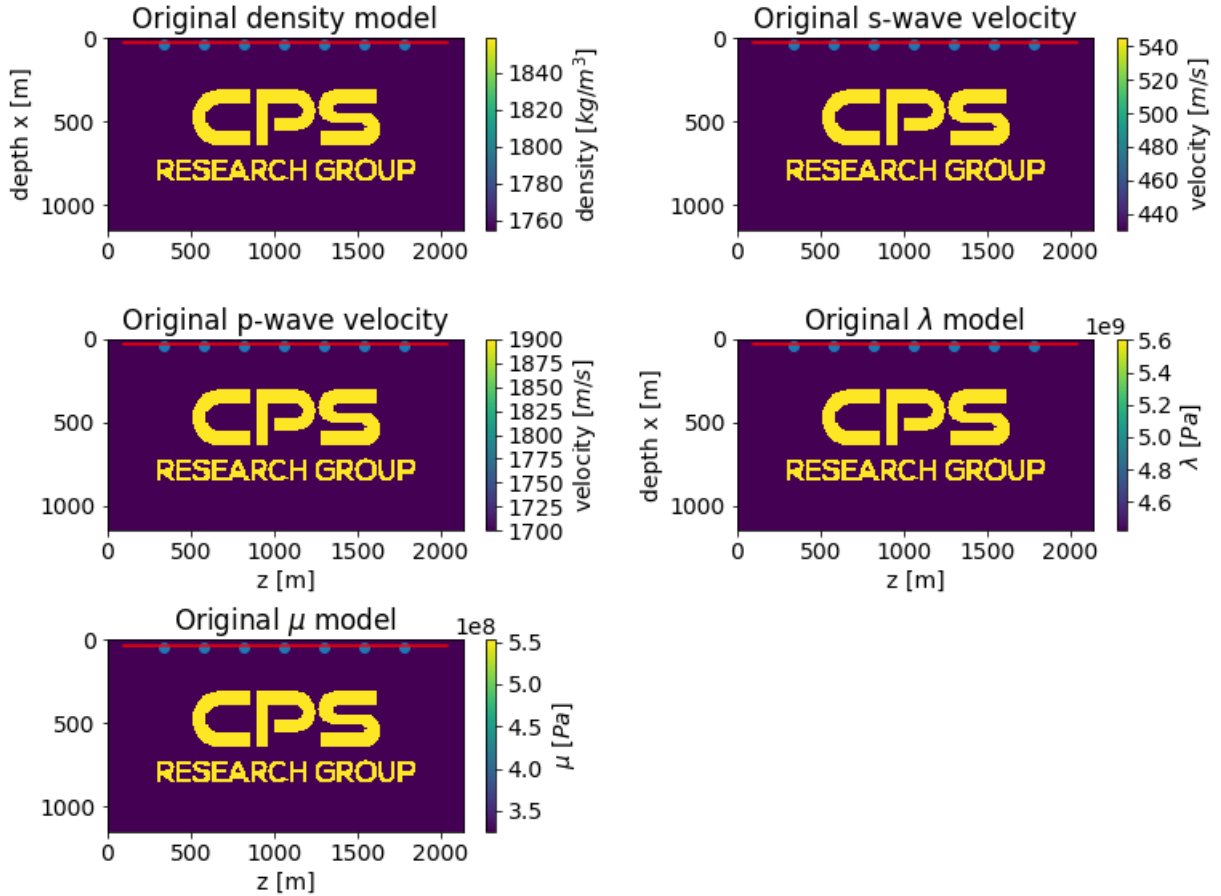 Original density model
0
500
1000
depth x [m]
CPS
RESEARCH GROUP
0 500 1000 1500 2000
1840
1820
1800
1780
1760
density [kg/m³]
Original s-wave velocity
0
500
1000
CPS
RESEARCH GROUP
0 500 1000 1500 2000
540
520
500
480
460
440
velocity [m/s]
Original p-wave velocity
0
500
1000
CPS
RESEARCH GROUP
0 500 1000 1500 2000
z [m]
1900
1875
1850
1825
1800
1775
1750
1725
1700
velocity [m/s]
Original λ model
1e9
0
500
1000
depth x [m]
CPS
RESEARCH GROUP
0 500 1000 1500 2000
z [m]
5.6
5.4
5.2
5.0
4.8
4.6
λ [Pa]
Original μ model
1e8
0
500
1000
CPS
RESEARCH GROUP
0 500 1000 1500 2000
z [m]
5.5
5.0
4.5
4.0
3.5
μ [Pa]